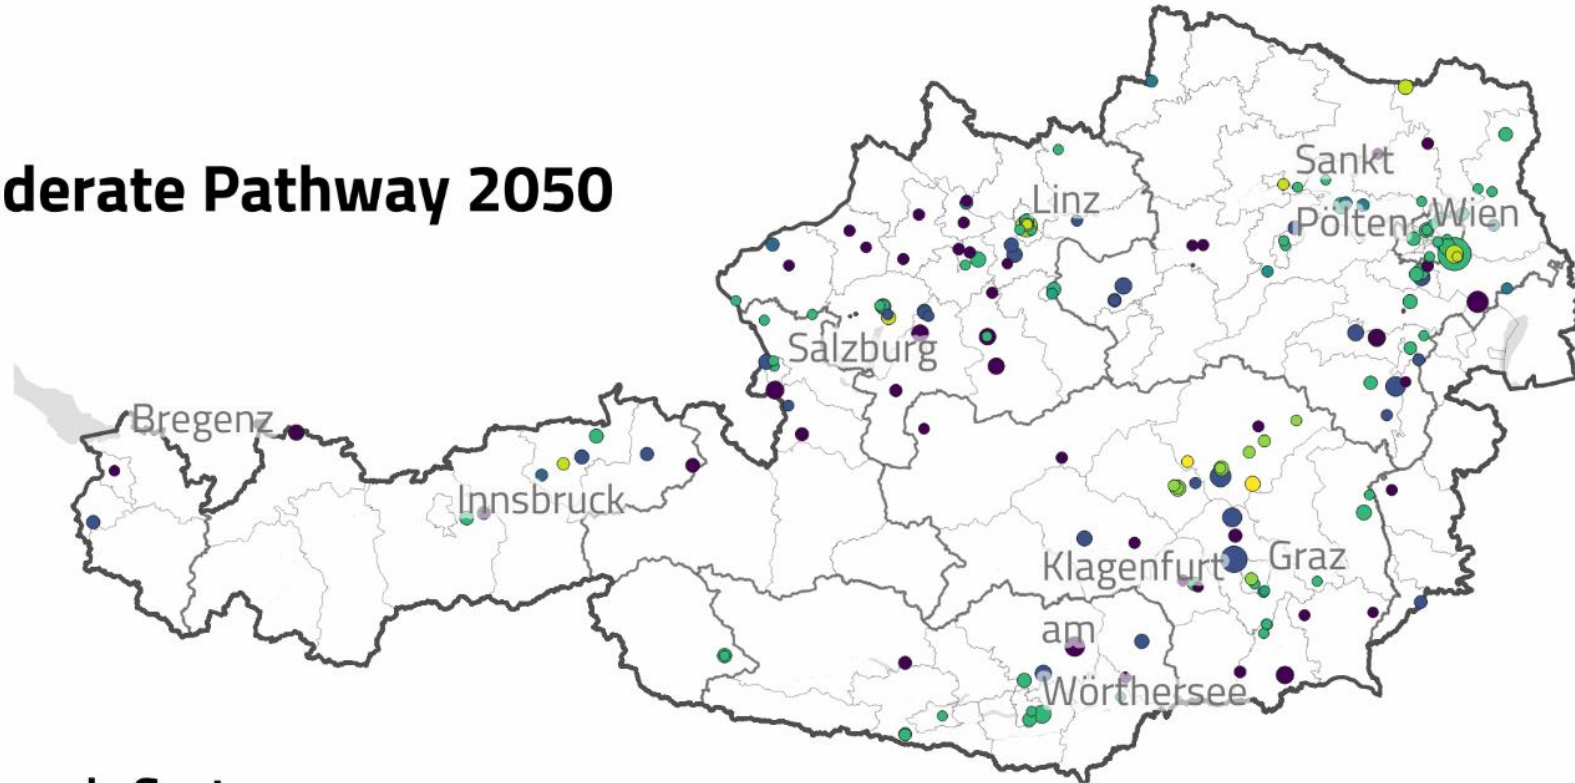 derate Pathway 2050
Sankt
Pölten
Wien
Linz
Salzburg
Bregenz
Innsbruck
Klagenfurt
am
Wörthersee
Graz